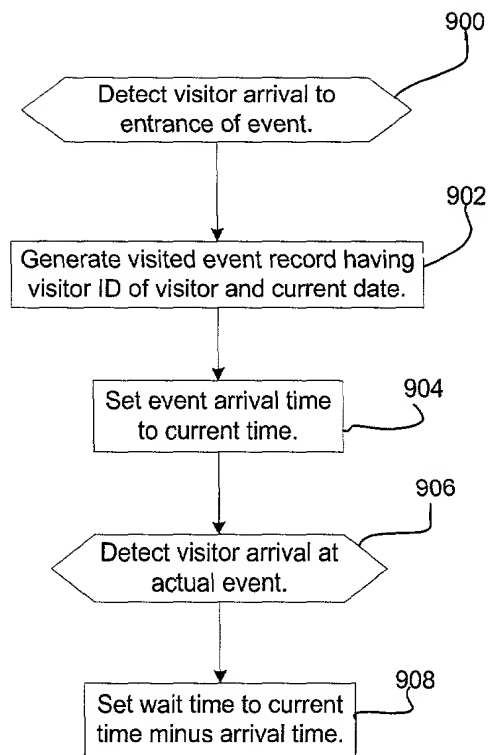 900
Detect visitor arrival to
entrance of event.
902
Generate visited event record having
visitor ID of visitor and current date.
904
Set event arrival time
to current time.
906
Detect visitor arrival at
actual event.
908
Set wait time to current
time minus arrival time.